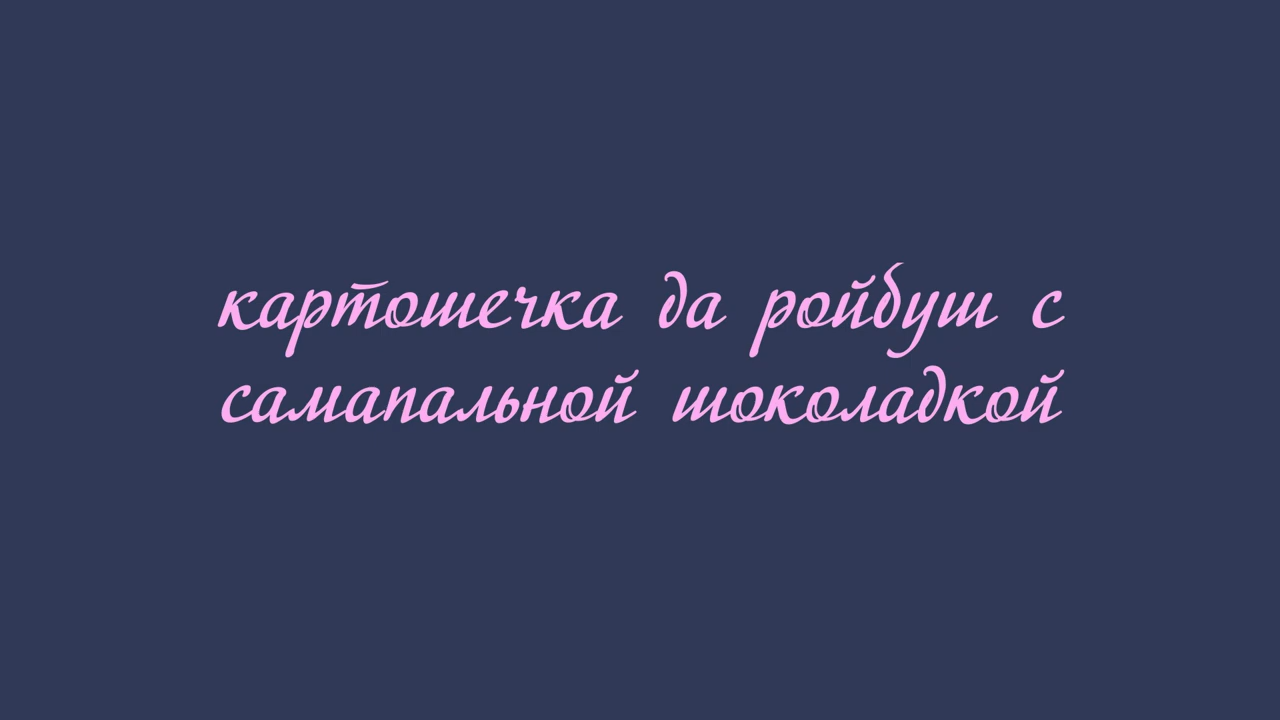 картошечка да ройбуш с
самапальной шоколадкой